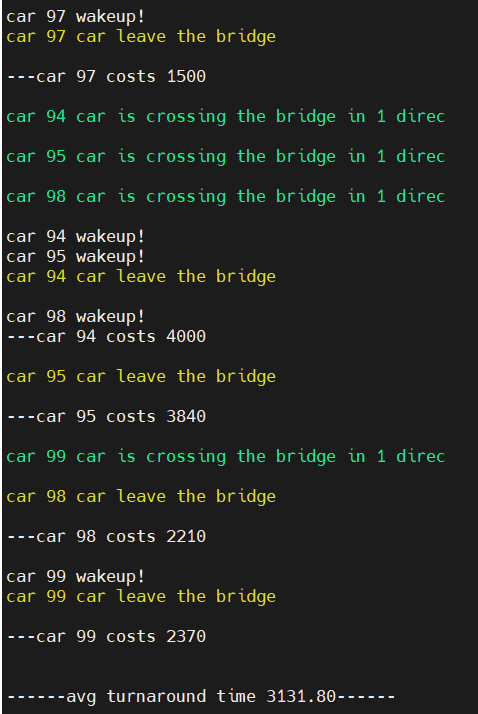 car 97 wakeup!
car 97 car leave the bridge
---car 97 costs 1500
car 94 car is crossing the bridge in 1 direc
car 95 car is crossing the bridge in 1 direc
car 98 car is crossing the bridge in 1 direc
car 94 wakeup!
car 95 wakeup!
car 94 car leave the bridge
car 98 wakeup!
---car 94 costs 4000
car 95 car leave the bridge
---car 95 costs 3840
car 99 car is crossing the bridge in 1 direc
car 98 car leave the bridge
---car 98 costs 2210
car 99 wakeup!
car 99 car leave the bridge
---car 99 costs 2370
------avg turnaround time 3131.80------